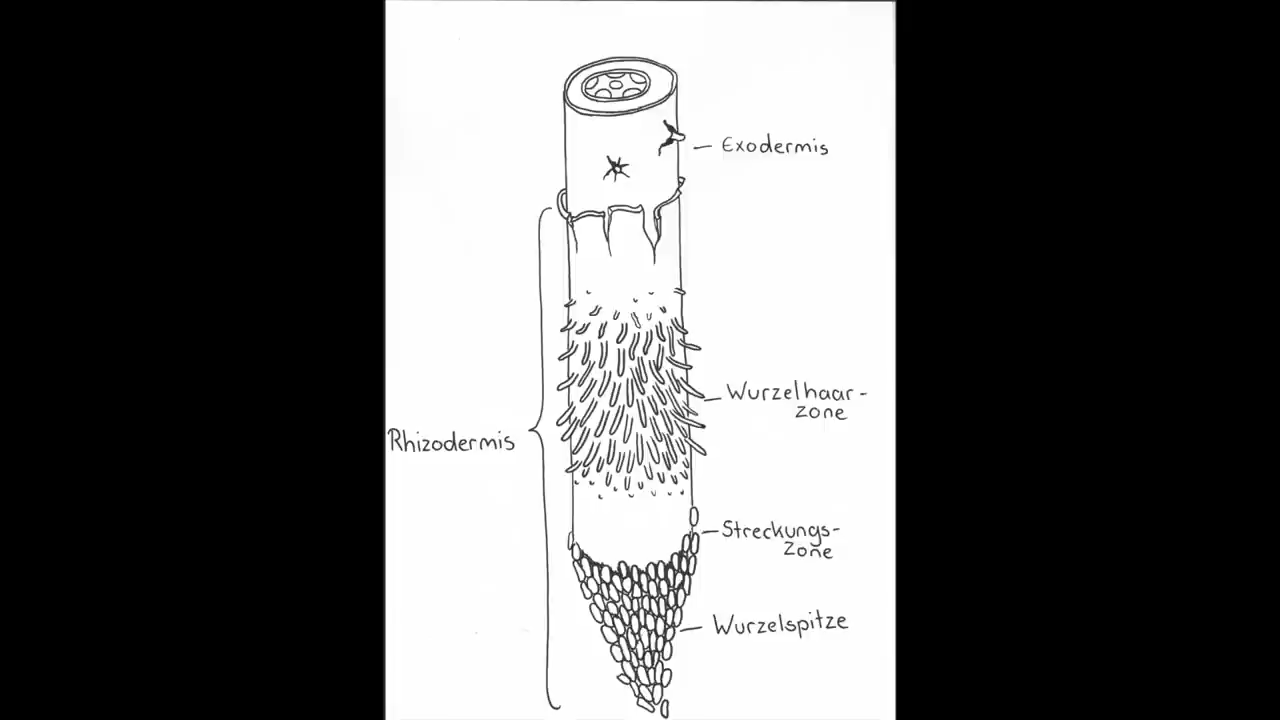 Exodermis
Wurzelhaar-
zone
Rhizodermis
Streckungs-
zone
Wurzelspitze